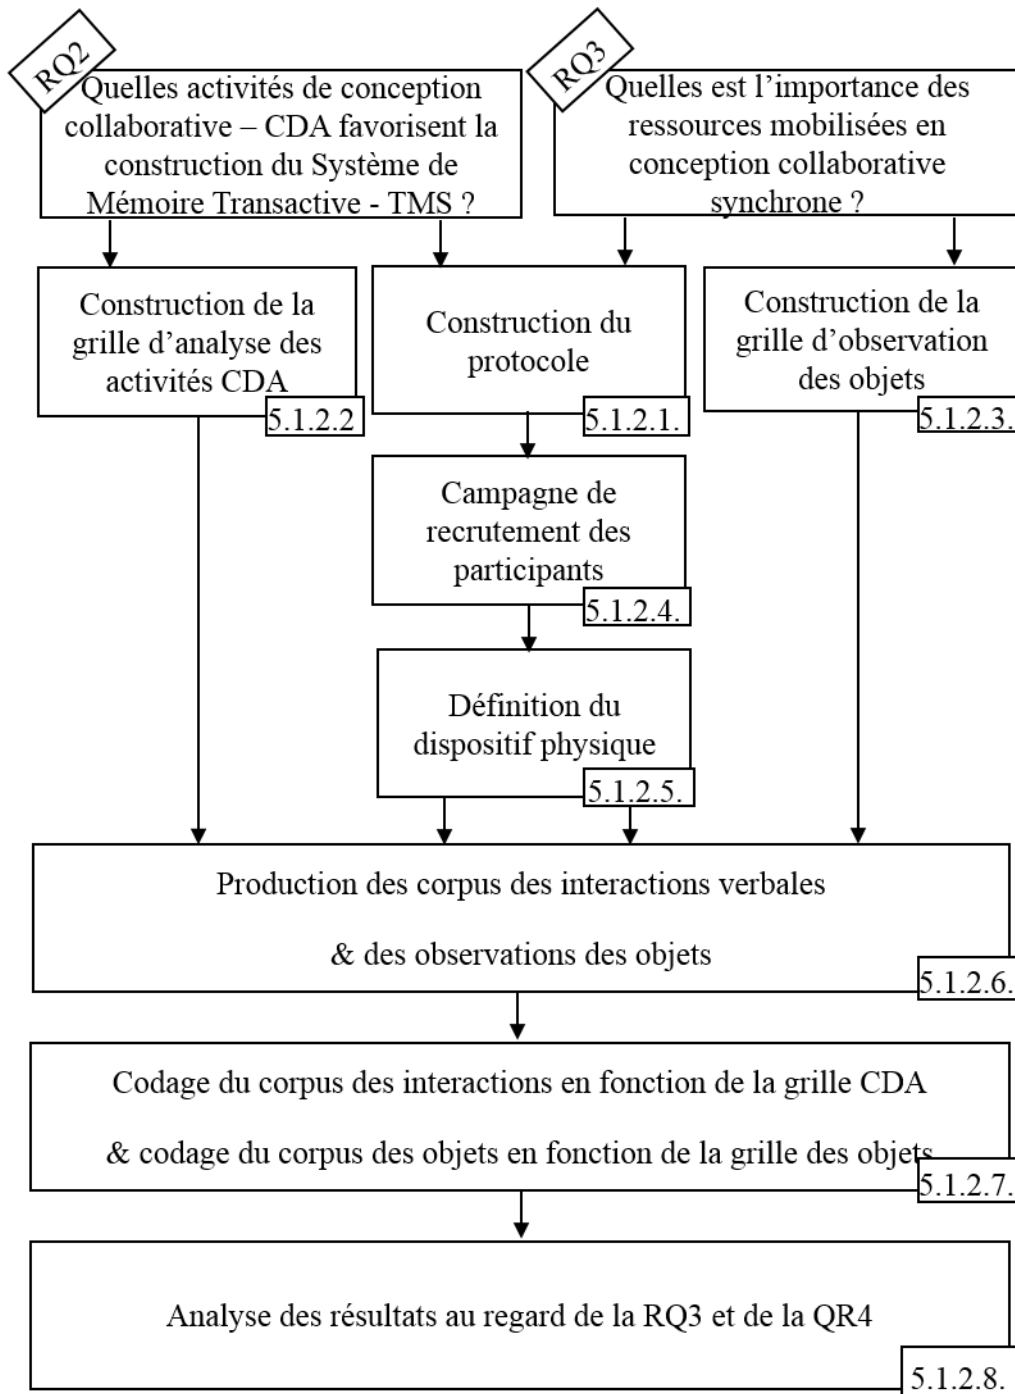 RQ2
Quelles activités de conception
collaborative – CDA favorisent la
construction du Système de
Mémoire Transactive - TMS ?
RQ3
Quelles est l’importance des
ressources mobilisées en
conception collaborative
synchrone ?
Construction de la
grille d’analyse des
activités CDA
5.1.2.2
Construction du
protocole
5.1.2.1.
Construction de la
grille d’observation
des objets
5.1.2.3.
Campagne de
recrutement des
participants
5.1.2.4.
Définition du
dispositif physique
5.1.2.5.
Production des corpus des interactions verbales
& des observations des objets
5.1.2.6.
Codage du corpus des interactions en fonction de la grille CDA
& codage du corpus des objets en fonction de la grille des objets
5.1.2.7.
Analyse des résultats au regard de la RQ3 et de la QR4
5.1.2.8.